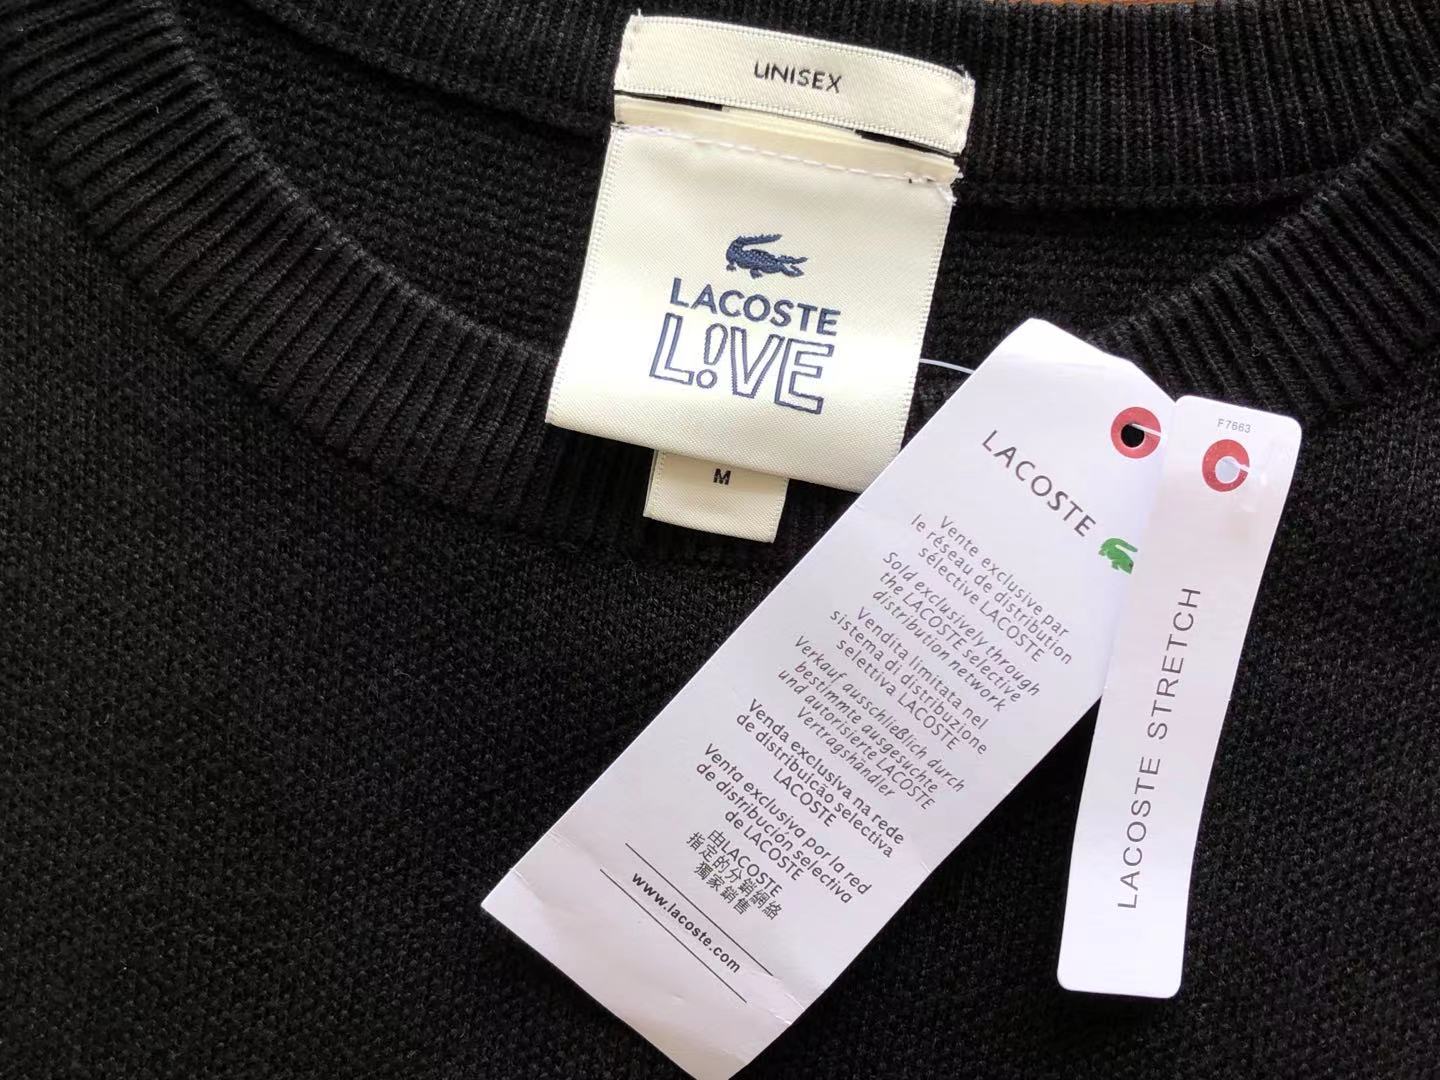 UNISEX
LACOSTE
L!VE
M
LACOSTE
Vente exclusive par
le réseau de distribution
sélective LACOSTE
Sold exclusively through
the LACOSTE selective
distribution network
Vendita limitata nel
sistema di distribuzione
selettiva LACOSTE
Verkauf ausschließlich durch
bestimmte ausgesuchte
und autorisierte LACOSTE
Vertragshändler
Venda exclusiva na rede
de distribuicão selectiva
LACOSTE
Venta exclusiva por la red
de distribución selectiva
de LACOSTE
由LACOSTE
指定的分銷網絡
獨家銷售
www.lacoste.com
F7663
LACOSTE STRETCH